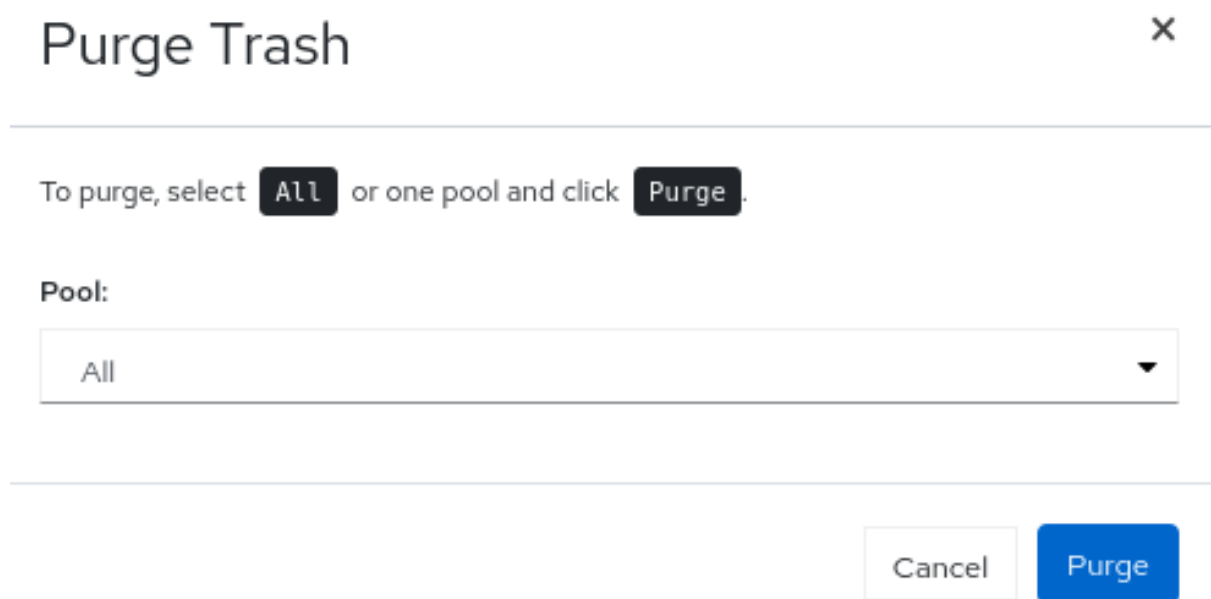 Purge Trash
To purge, select All or one pool and click Purge.
Pool:
All
Cancel Purge